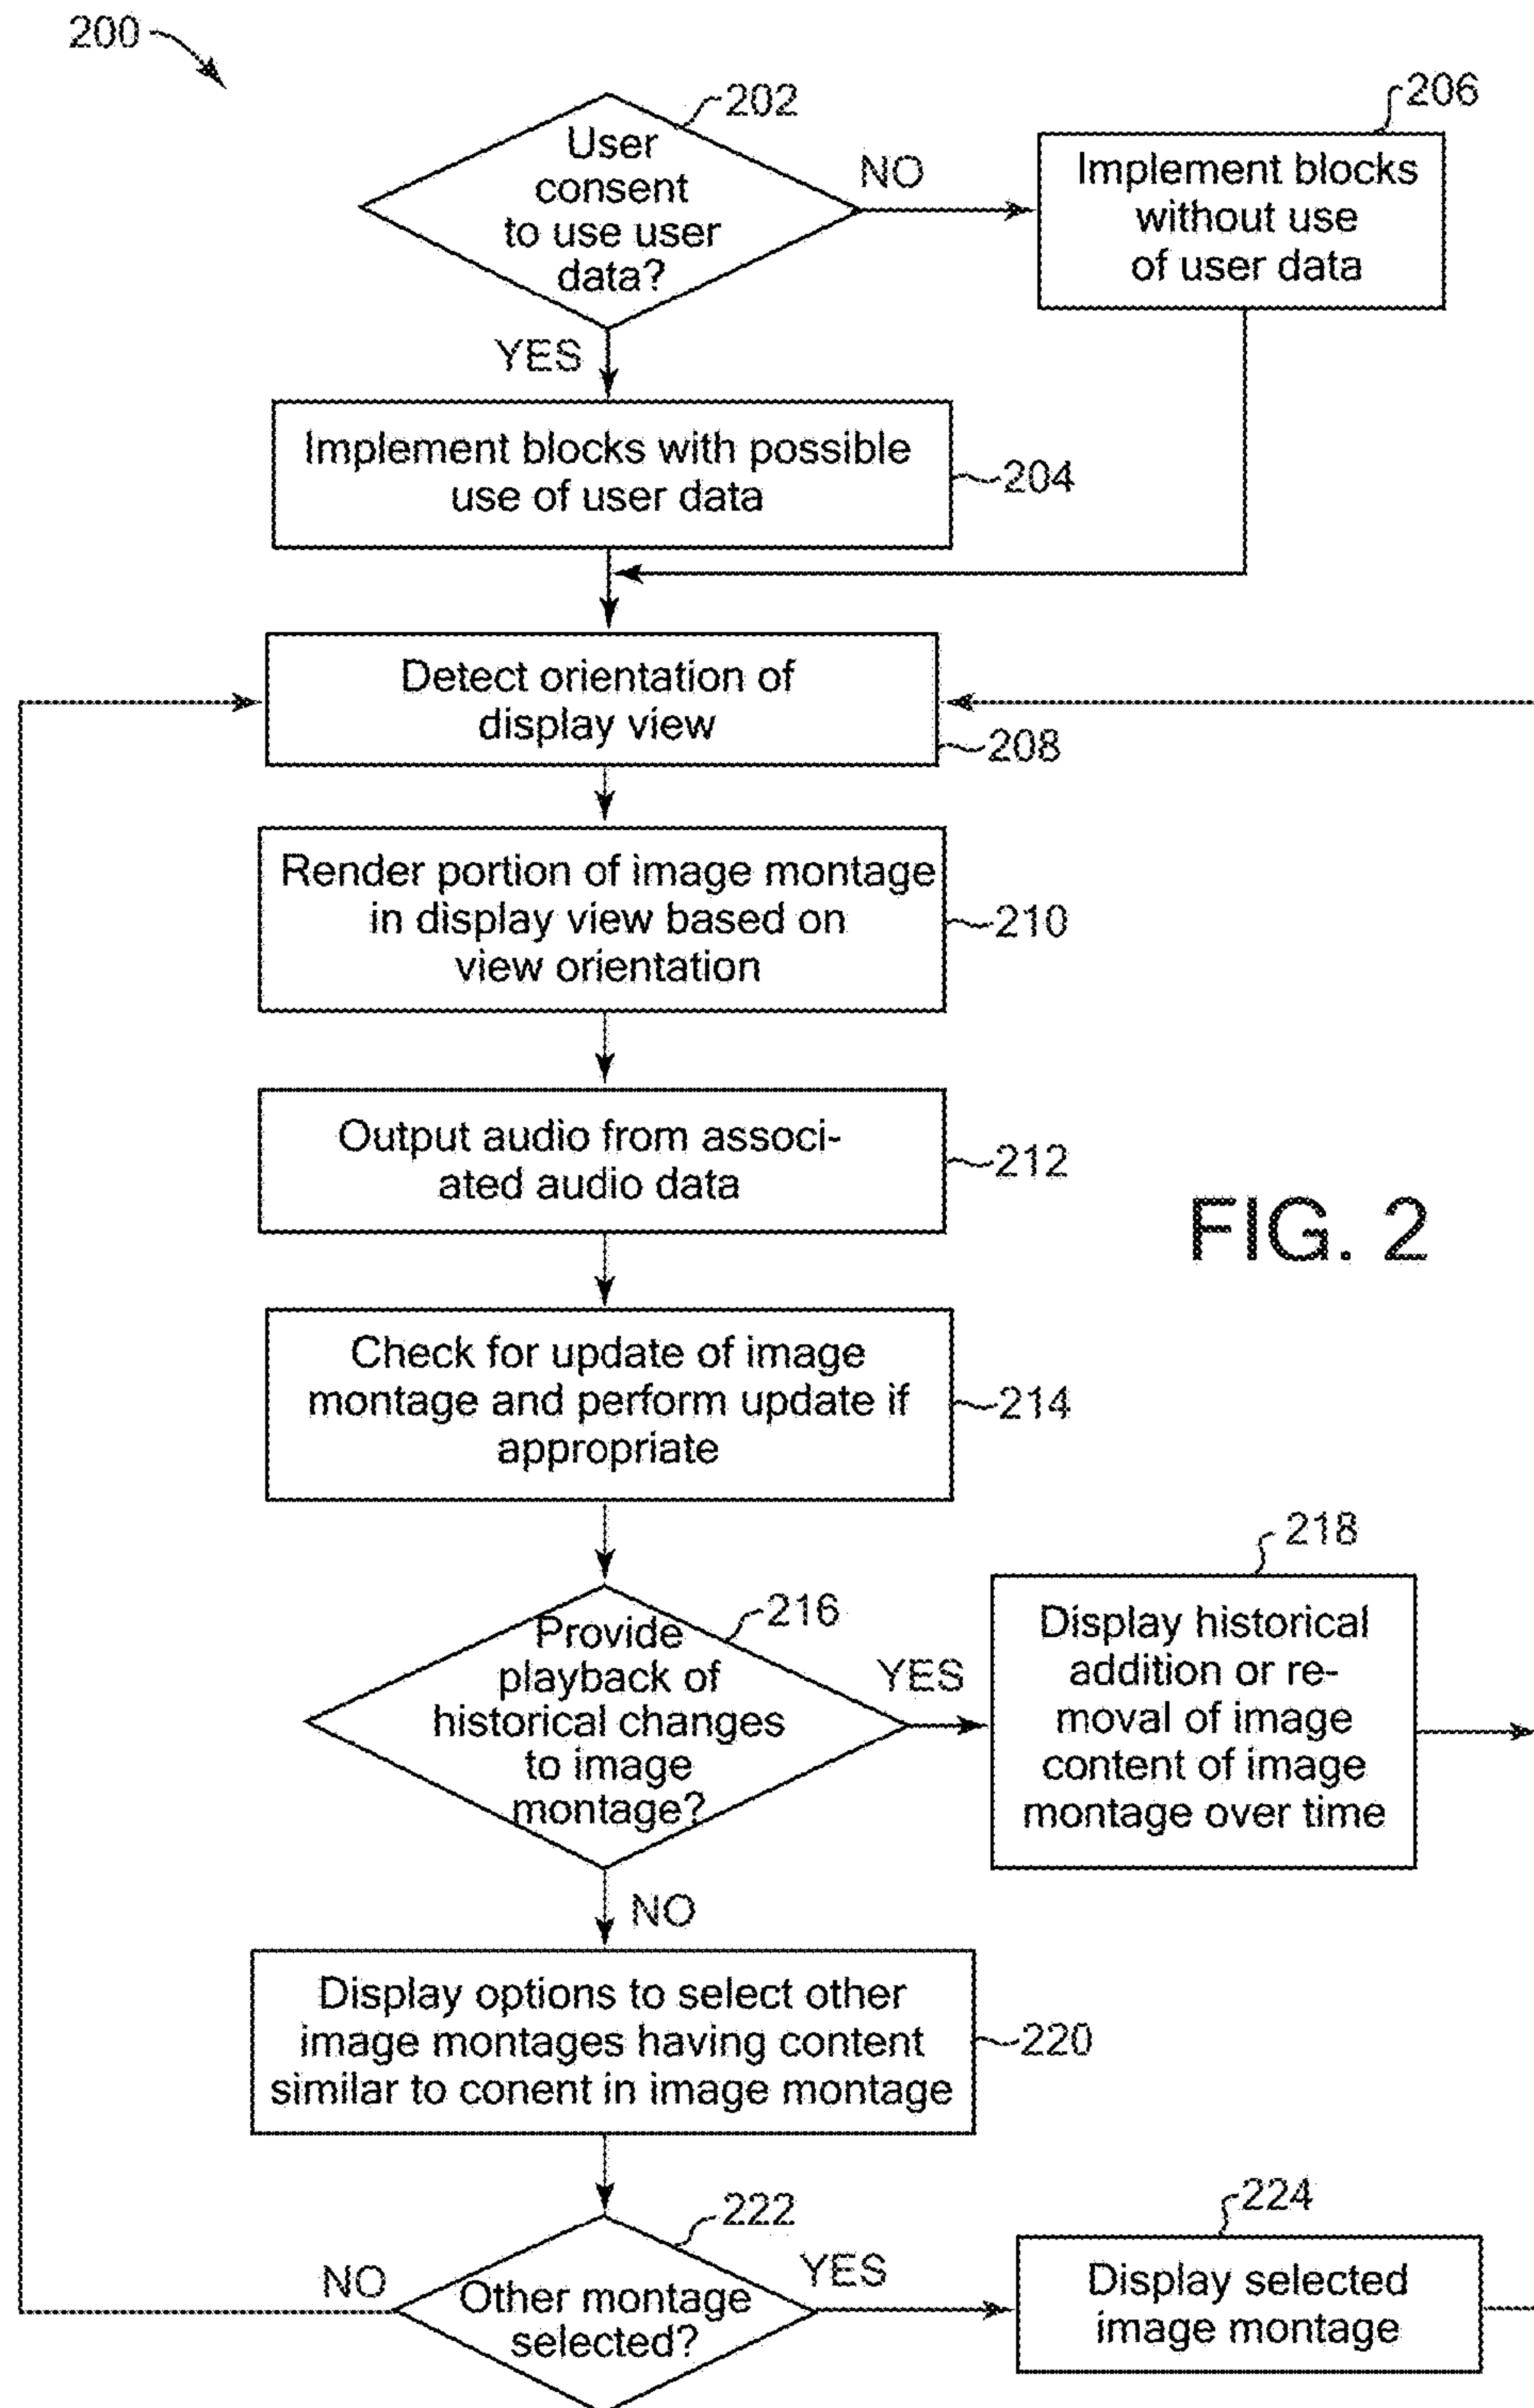 200
202
User
consent
to use user
data?
NO
206
Implement blocks
without use
of user data
YES
Implement blocks with possible
use of user data
204
Detect orientation of
display view
208
Render portion of image montage
in display view based on
view orientation
210
Output audio from associ-
ated audio data
212
FIG. 2
Check for update of image
montage and perform update if
appropriate
214
216
Provide
playback of
historical changes
to image
montage?
YES
218
Display historical
addition or re-
moval of image
content of image
montage over time
NO
Display options to select other
image montages having content
similar to conent in image montage
220
222
Other montage
selected?
NO
YES
224
Display selected
image montage